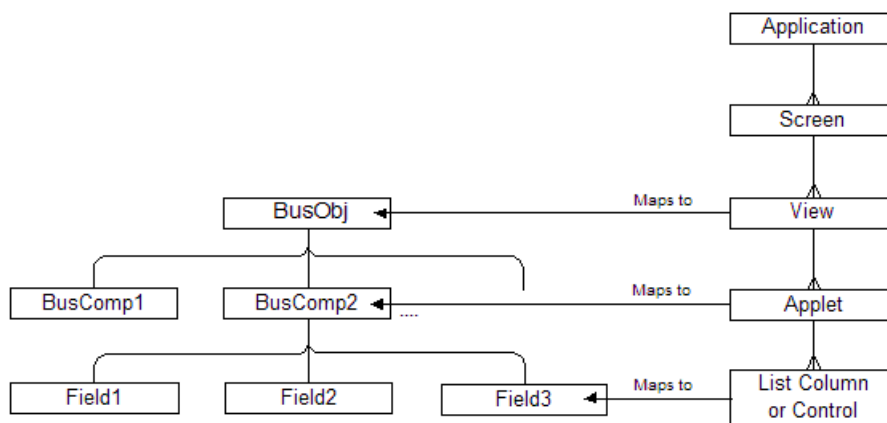 Application
Screen
Maps to
BusObj
View
Maps to
BusComp1
BusComp2
....
Applet
Maps to
Field1
Field2
Field3
List Column
or Control